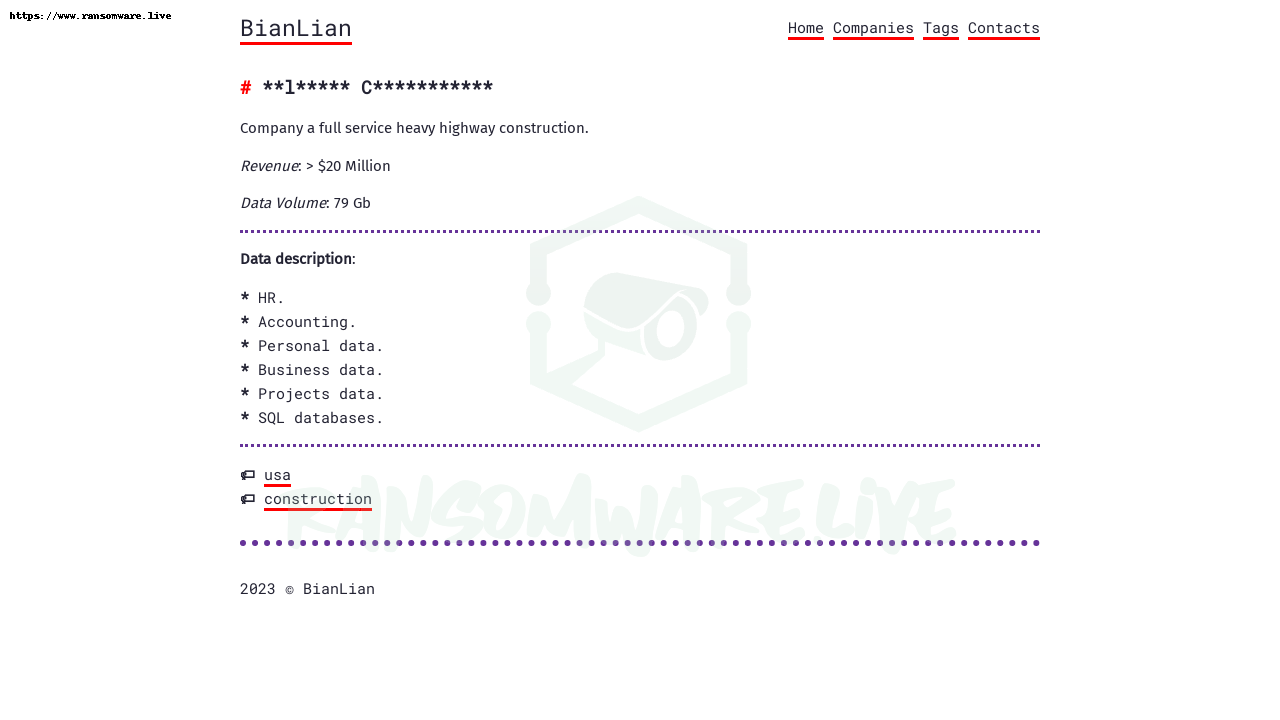 https://www.ransomware.live
BianLian
Home Companies Tags Contacts
# **l***** C***********
Company a full service heavy highway construction.
Revenue: > $20 Million
Data Volume: 79 Gb
Data description:
* HR.
* Accounting.
* Personal data.
* Business data.
* Projects data.
* SQL databases.
usa
construction
RANSOMWARE.LIVE
2023 © BianLian